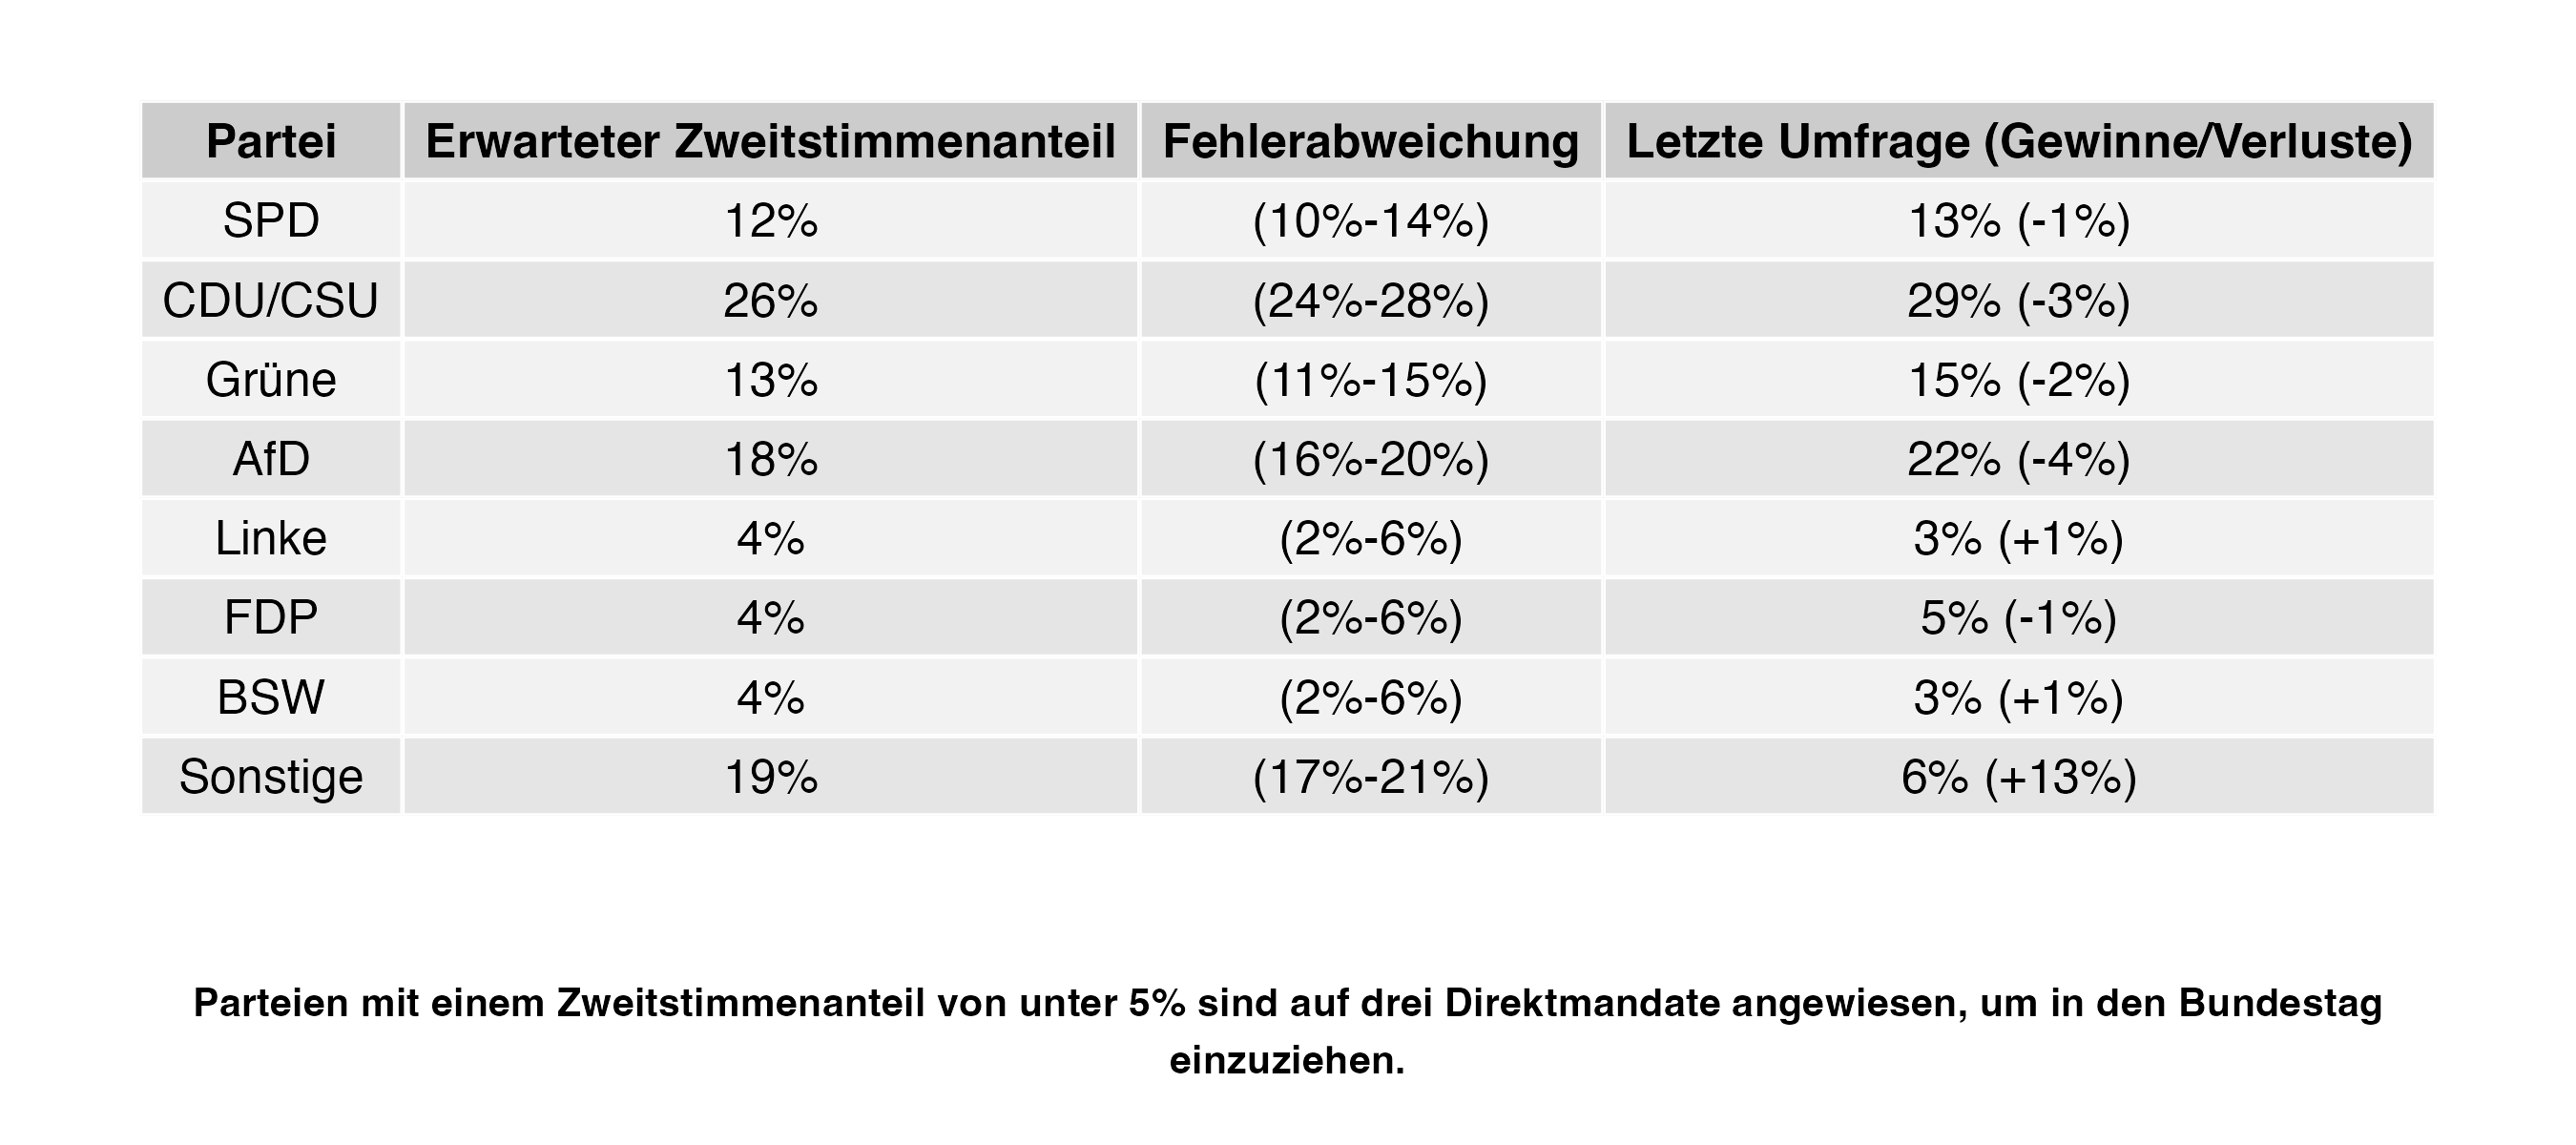 Partei Erwarteter Zweitstimmenanteil Fehlerabweichung Letzte Umfrage (Gewinne/Verluste)
SPD 12% (10%-14%) 13% (-1%)
CDU/CSU 26% (24%-28%) 29% (-3%)
Grüne 13% (11%-15%) 15% (-2%)
AfD 18% (16%-20%) 22% (-4%)
Linke 4% (2%-6%) 3% (+1%)
FDP 4% (2%-6%) 5% (-1%)
BSW 4% (2%-6%) 3% (+1%)
Sonstige 19% (17%-21%) 6% (+13%)
Parteien mit einem Zweitstimmenanteil von unter 5% sind auf drei Direktmandate angewiesen, um in den Bundestag
einzuziehen.